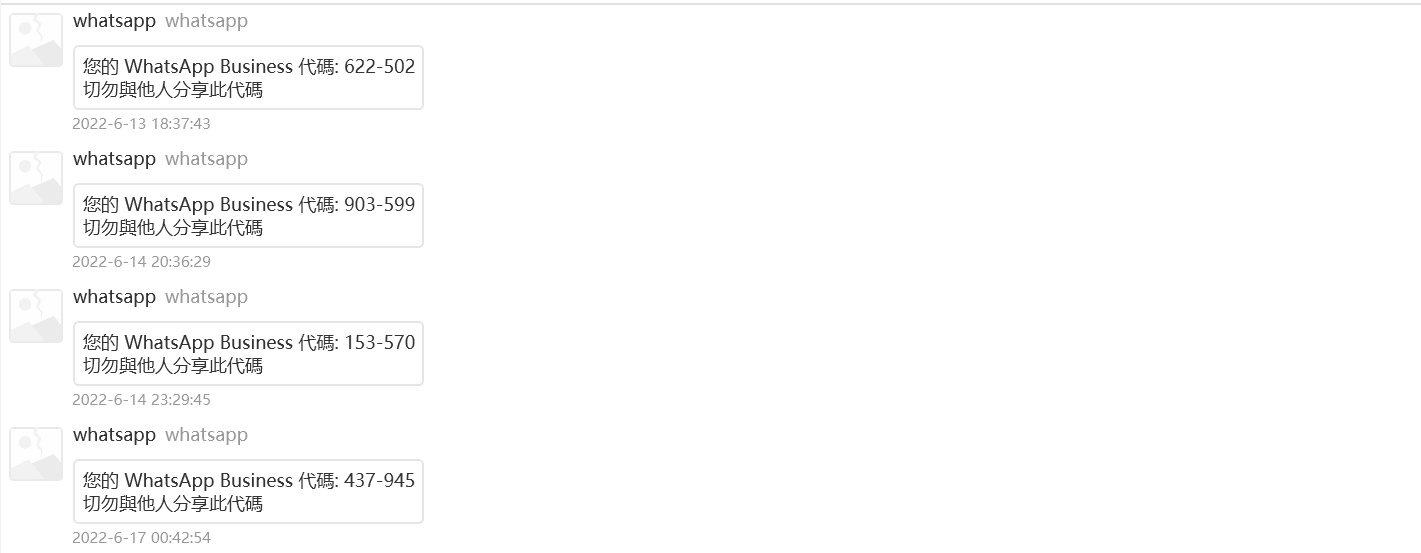 whatsapp whatsapp
您的 WhatsApp Business 代碼: 622-502
切勿與他人分享此代碼
2022-6-13 18:37:43
whatsapp whatsapp
您的 WhatsApp Business 代碼: 903-599
切勿與他人分享此代碼
2022-6-14 20:36:29
whatsapp whatsapp
您的 WhatsApp Business 代碼: 153-570
切勿與他人分享此代碼
2022-6-14 23:29:45
whatsapp whatsapp
您的 WhatsApp Business 代碼: 437-945
切勿與他人分享此代碼
2022-6-17 00:42:54